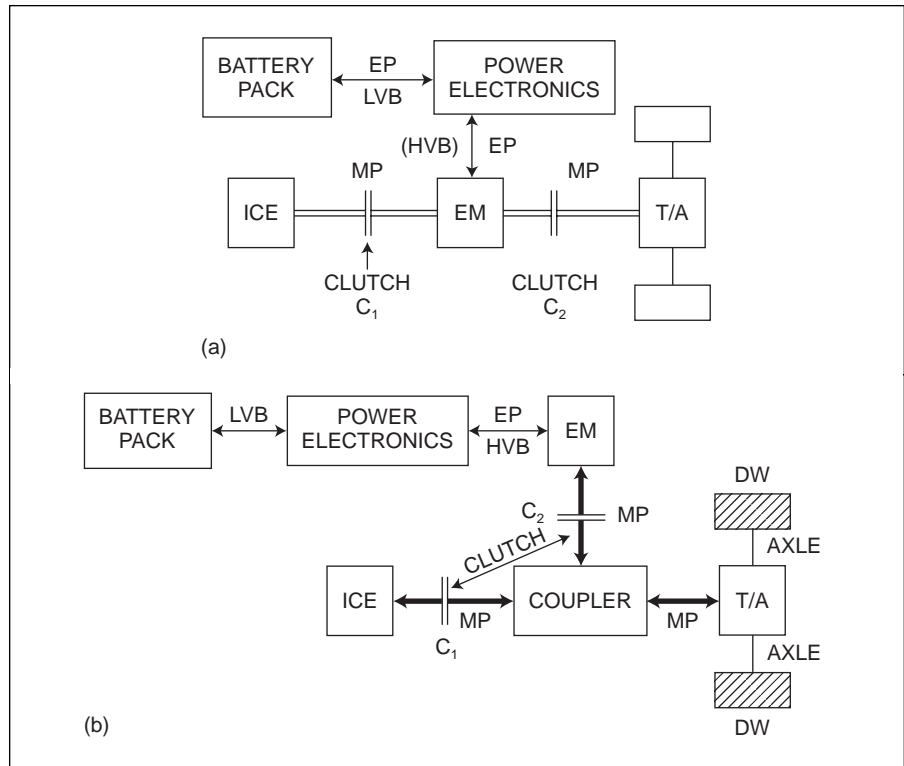 BATTERY
PACK
EP
LVB
POWER
ELECTRONICS
(HVB)
EP
MP
MP
ICE
EM
T/A
CLUTCH
C₁
CLUTCH
C₂
(a)
BATTERY
PACK
LVB
POWER
ELECTRONICS
EP
HVB
EM
DW
C₂
MP
CLUTCH
AXLE
ICE
MP
C₁
COUPLER
MP
T/A
AXLE
DW
(b)